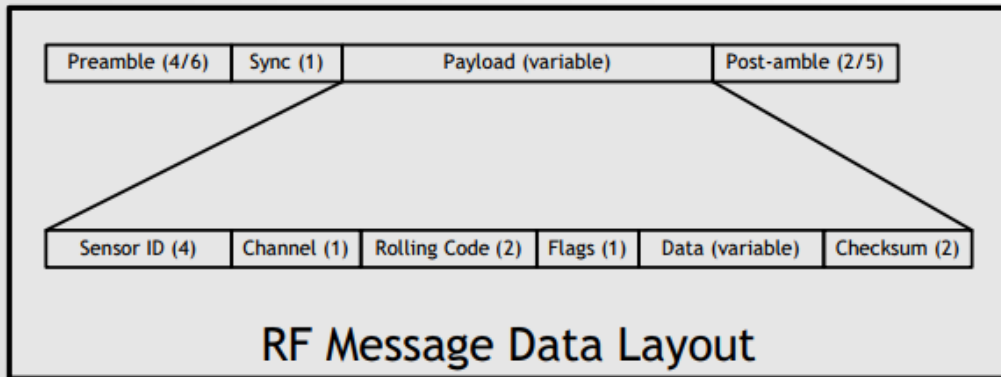 Preamble (4/6) Sync (1) Payload (variable) Post-amble (2/5)
Sensor ID (4) Channel (1) Rolling Code (2) Flags (1) Data (variable) Checksum (2)
RF Message Data Layout